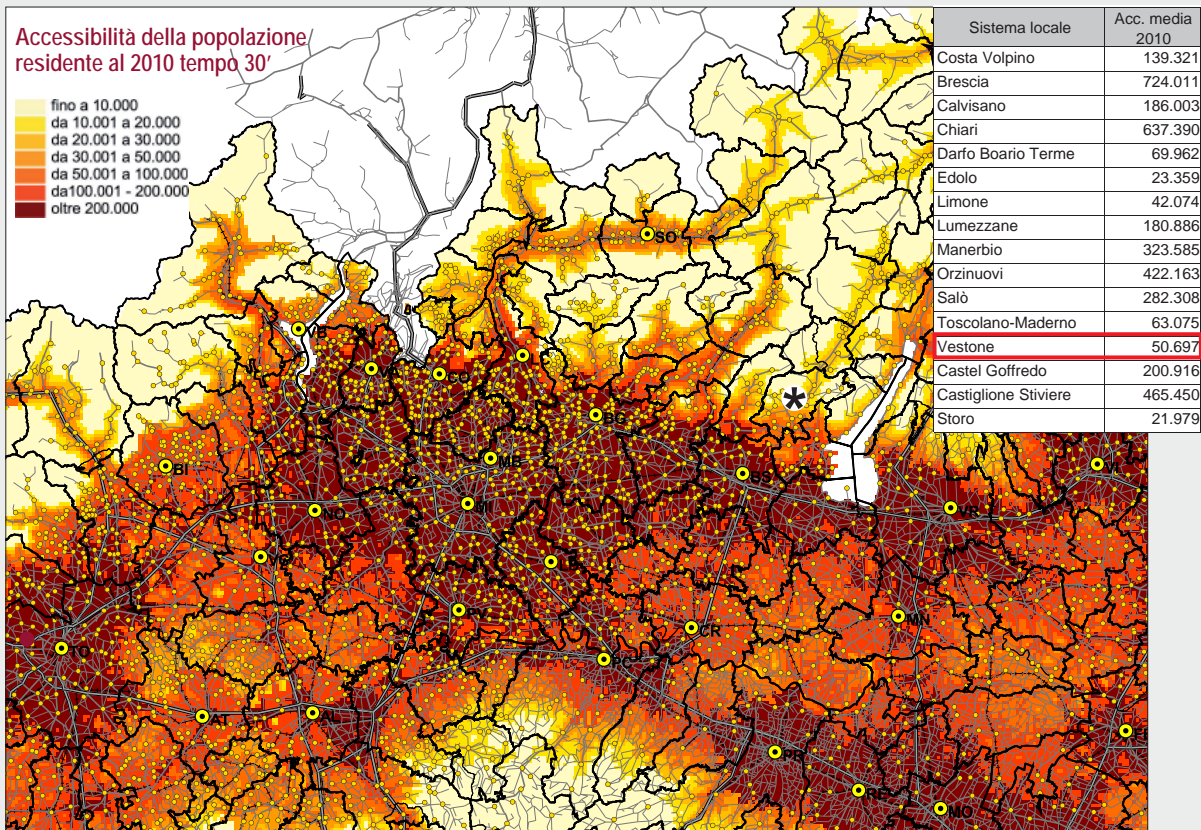 Accessibilità della popolazione
residente al 2010 tempo 30'
fino a 10.000
da 10.001 a 20.000
da 20.001 a 30.000
da 30.001 a 50.000
da 50.001 a 100.000
da100.001 - 200.000
oltre 200.000
Sistema locale Acc. media 2010
Costa Volpino 139.321
Brescia 724.011
Calvisano 186.003
Chiari 637.390
Darfo Boario Terme 69.962
Edolo 23.359
Limone 42.074
Lumezzane 180.886
Manerbio 323.585
Orzinuovi 422.163
Salò 282.308
Toscolano-Maderno 63.075
Vestone 50.697
Castel Goffredo 200.916
Castiglione Stiviere 465.450
Storo 21.979
SO
VB
CO
*
BG
BI
MB
BS
VI
NO
MI
VR
CR
MN
TO
PC
AT
AL
PR
RE
MO